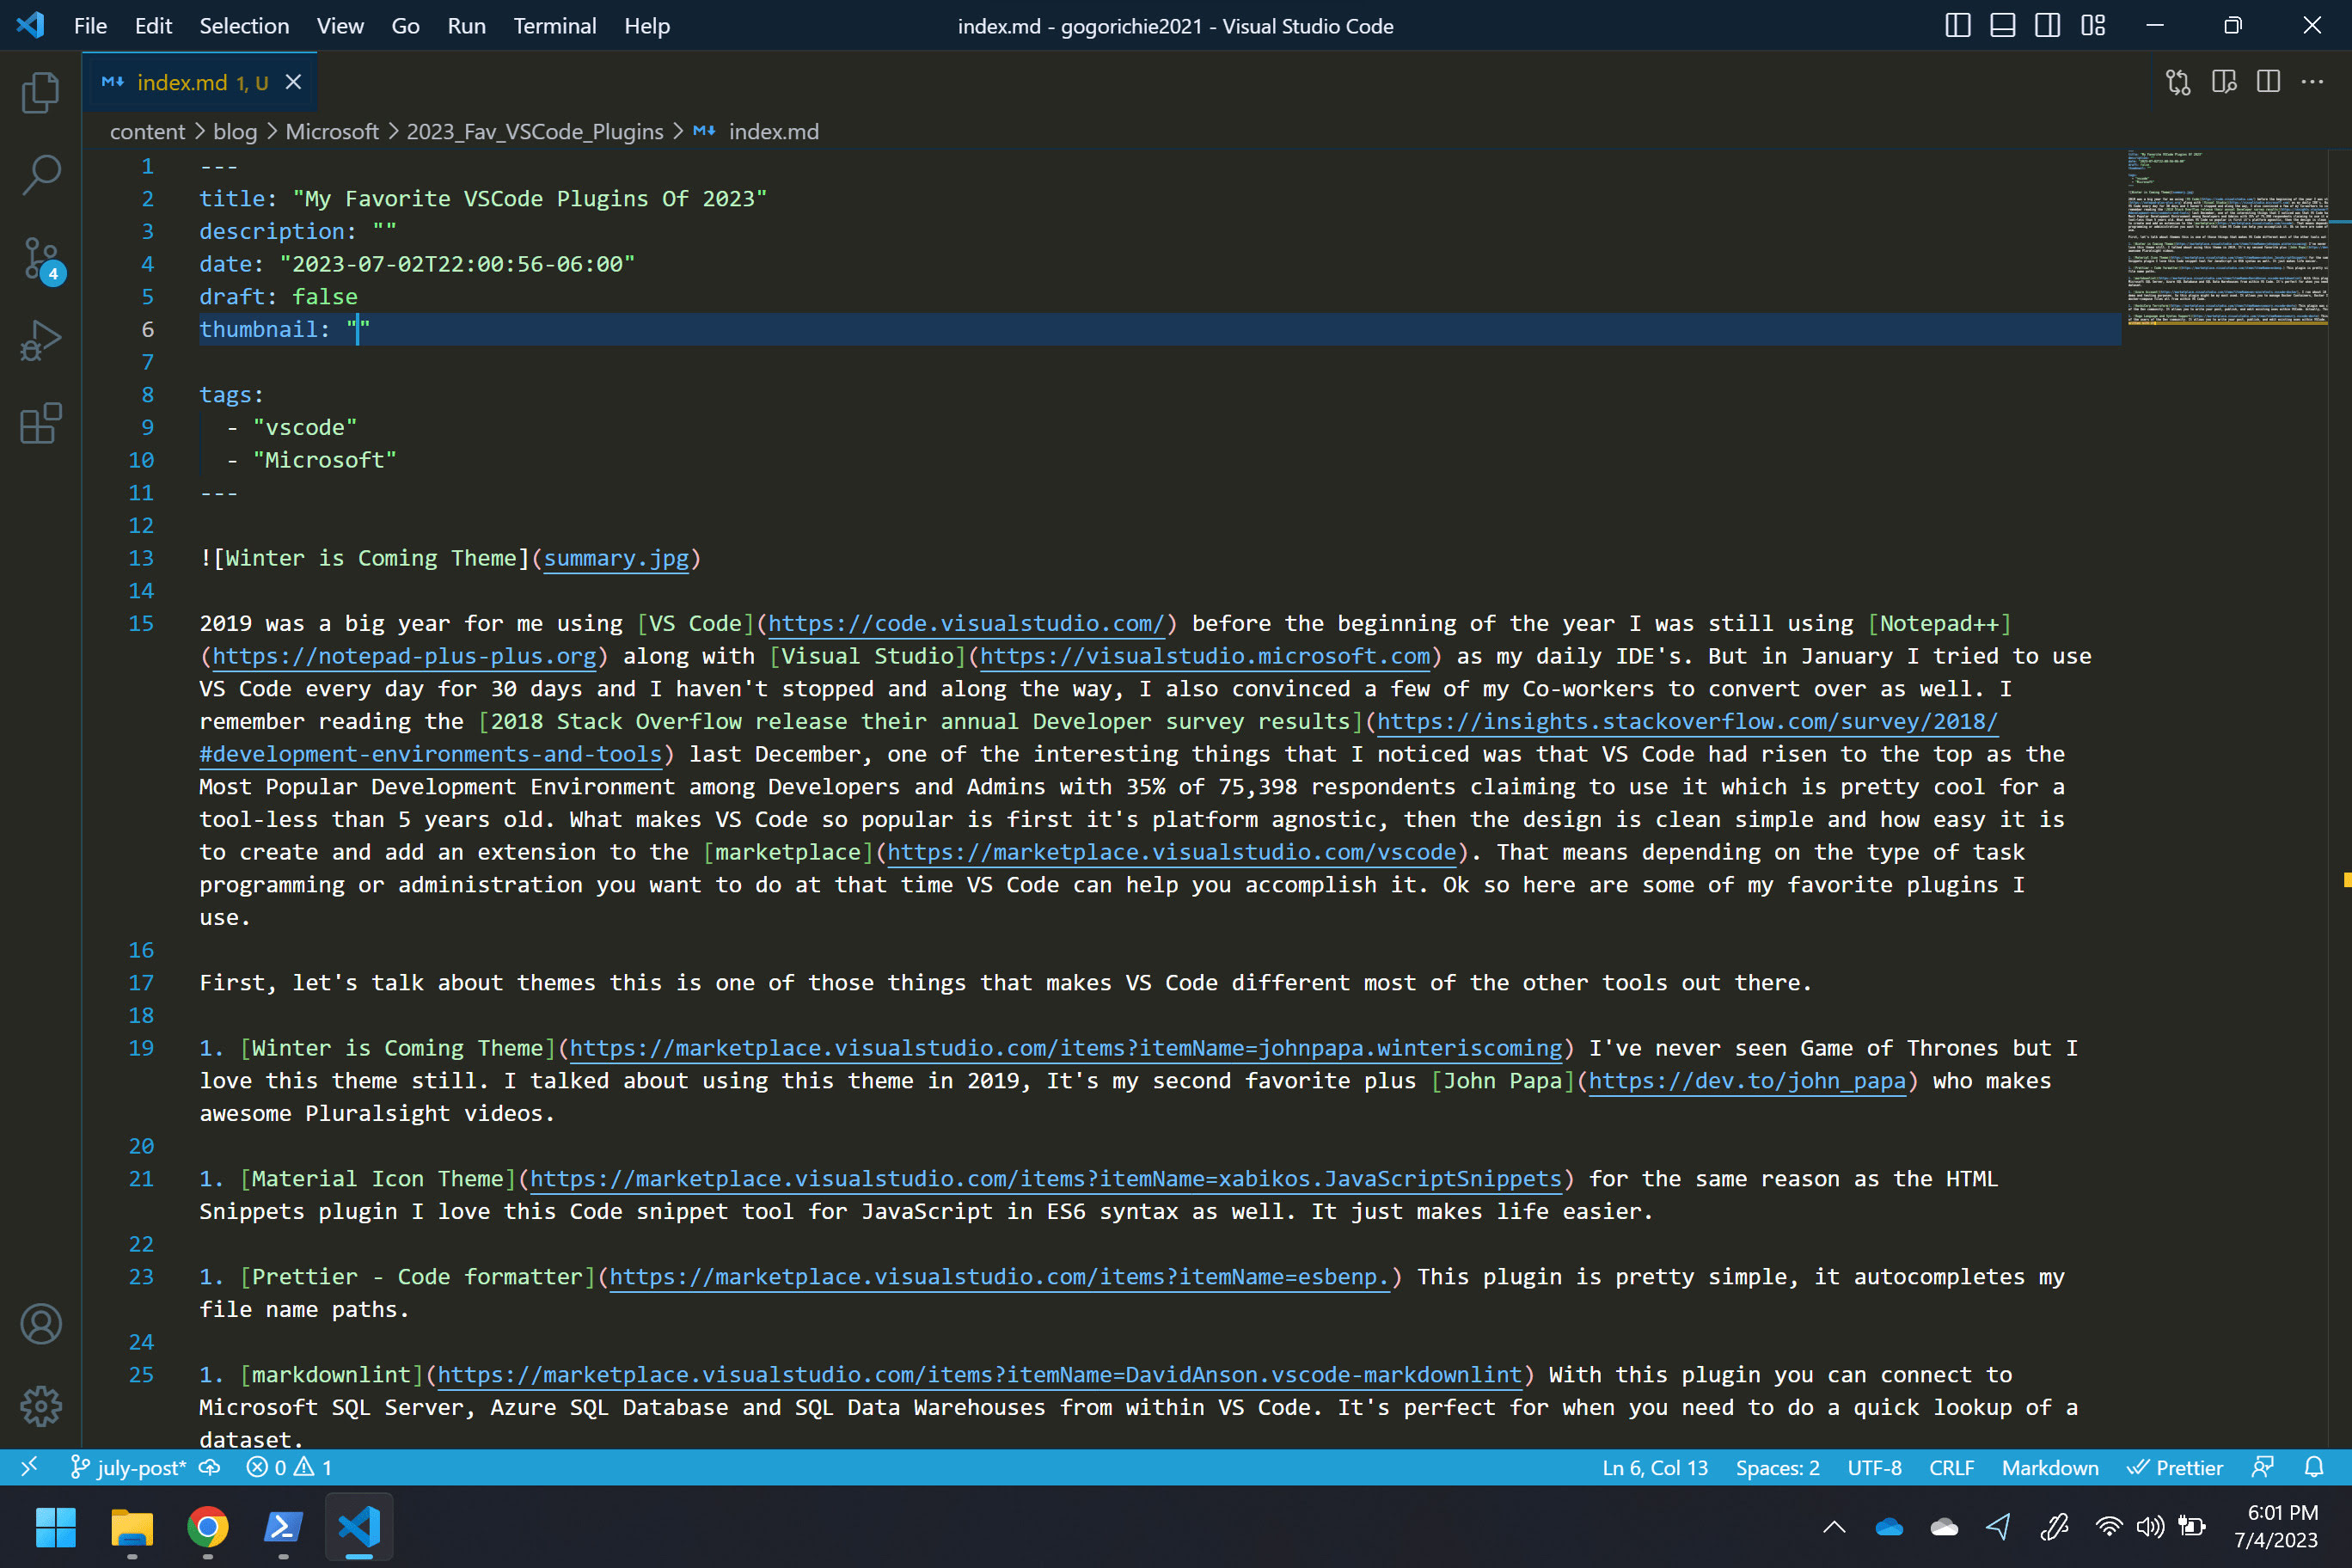 File Edit Selection View Go Run Terminal Help
index.md - gogorichie2021 - Visual Studio Code
index.md 1, U
content > blog > Microsoft > 2023_Fav_VSCode_Plugins > index.md
1 ---
2 title: "My Favorite VSCode Plugins Of 2023"
3 description: ""
4 date: "2023-07-02T22:00:56-06:00"
5 draft: false
6 thumbnail: ""
7
8 tags:
9 - "vscode"
10 - "Microsoft"
11 ---
12
13 ![Winter is Coming Theme](summary.jpg)
14
15 2019 was a big year for me using [VS Code](https://code.visualstudio.com/) before the beginning of the year I was still using [Notepad++]
(https://notepad-plus-plus.org) along with [Visual Studio](https://visualstudio.microsoft.com) as my daily IDE's. But in January I tried to use
VS Code every day for 30 days and I haven't stopped and along the way, I also convinced a few of my Co-workers to convert over as well. I
remember reading the [2018 Stack Overflow release their annual Developer survey results](https://insights.stackoverflow.com/survey/2018/
#development-environments-and-tools) last December, one of the interesting things that I noticed was that VS Code had risen to the top as the
Most Popular Development Environment among Developers and Admins with 35% of 75,398 respondents claiming to use it which is pretty cool for a
tool-less than 5 years old. What makes VS Code so popular is first it's platform agnostic, then the design is clean simple and how easy it is
to create and add an extension to the [marketplace](https://marketplace.visualstudio.com/vscode). That means depending on the type of task
programming or administration you want to do at that time VS Code can help you accomplish it. Ok so here are some of my favorite plugins I
use.
16
17 First, let's talk about themes this is one of those things that makes VS Code different most of the other tools out there.
18
19 1. [Winter is Coming Theme](https://marketplace.visualstudio.com/items?itemName=johnpapa.winteriscoming) I've never seen Game of Thrones but I
love this theme still. I talked about using this theme in 2019, It's my second favorite plus [John Papa](https://dev.to/john_papa) who makes
awesome Pluralsight videos.
20
21 1. [Material Icon Theme](https://marketplace.visualstudio.com/items?itemName=xabikos.JavaScriptSnippets) for the same reason as the HTML
Snippets plugin I love this Code snippet tool for JavaScript in ES6 syntax as well. It just makes life easier.
22
23 1. [Prettier - Code formatter](https://marketplace.visualstudio.com/items?itemName=esbenp.) This plugin is pretty simple, it autocompletes my
file name paths.
24
25 1. [markdownlint](https://marketplace.visualstudio.com/items?itemName=DavidAnson.vscode-markdownlint) With this plugin you can connect to
Microsoft SQL Server, Azure SQL Database and SQL Data Warehouses from within VS Code. It's perfect for when you need to do a quick lookup of a
dataset.
4
july-post* 0 1 Ln 6, Col 13 Spaces: 2 UTF-8 CRLF Markdown Prettier
6:01 PM
7/4/2023